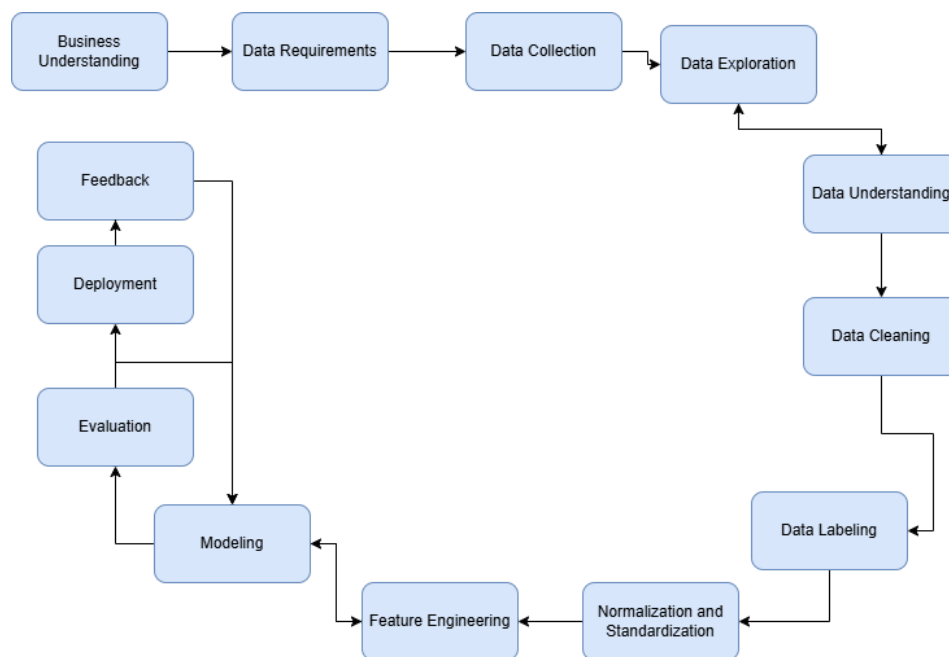 Business
Understanding
Data Requirements
Data Collection
Data Exploration
Data Understanding
Data Cleaning
Data Labeling
Normalization and
Standardization
Feature Engineering
Modeling
Evaluation
Deployment
Feedback